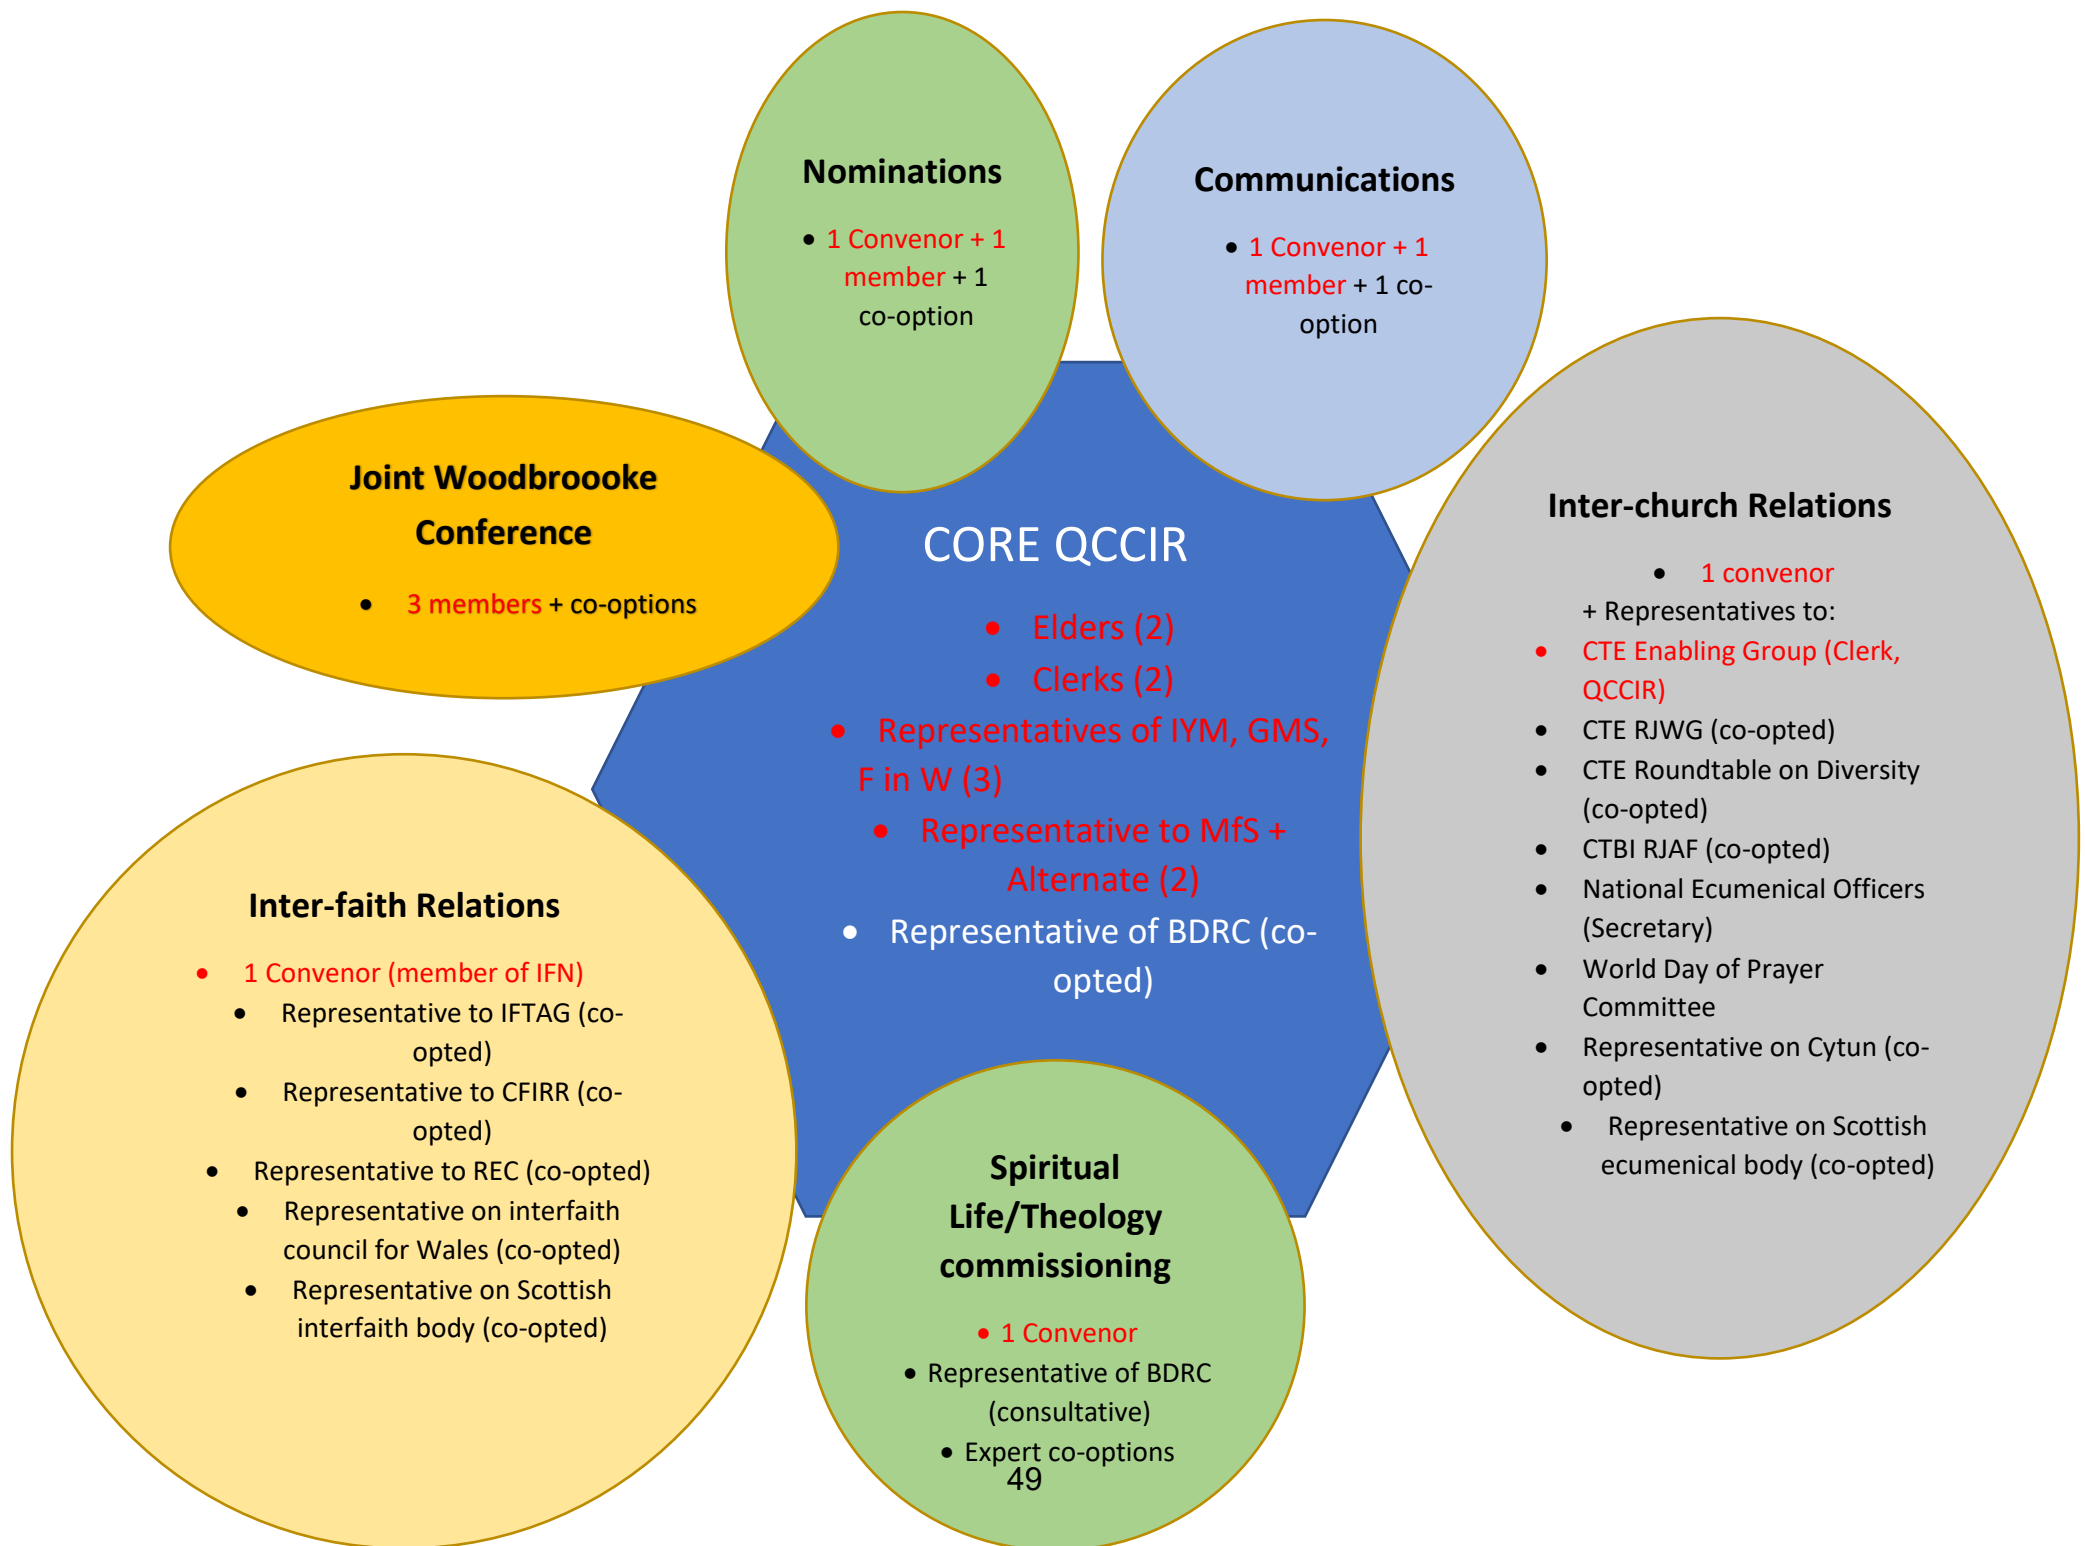 Nominations
• 1 Convenor + 1
member + 1
co-option
Communications
• 1 Convenor + 1
member + 1 co-
option
Joint Woodbroooke
Conference
• 3 members + co-options
CORE QCCIR
• Elders (2)
• Clerks (2)
• Representatives of IYM, GMS,
F in W (3)
• Representative to MfS +
Alternate (2)
• Representative of BDRC (co-
opted)
Inter-church Relations
• 1 convenor
+ Representatives to:
• CTE Enabling Group (Clerk,
QCCIR)
• CTE RJWG (co-opted)
• CTE Roundtable on Diversity
(co-opted)
• CTBI RJAF (co-opted)
• National Ecumenical Officers
(Secretary)
• World Day of Prayer
Committee
• Representative on Cytun (co-
opted)
• Representative on Scottish
ecumenical body (co-opted)
Inter-faith Relations
• 1 Convenor (member of IFN)
• Representative to IFTAG (co-
opted)
• Representative to CFIRR (co-
opted)
• Representative to REC (co-opted)
• Representative on interfaith
council for Wales (co-opted)
• Representative on Scottish
interfaith body (co-opted)
Spiritual
Life/Theology
commissioning
• 1 Convenor
• Representative of BDRC
(consultative)
• Expert co-options
49